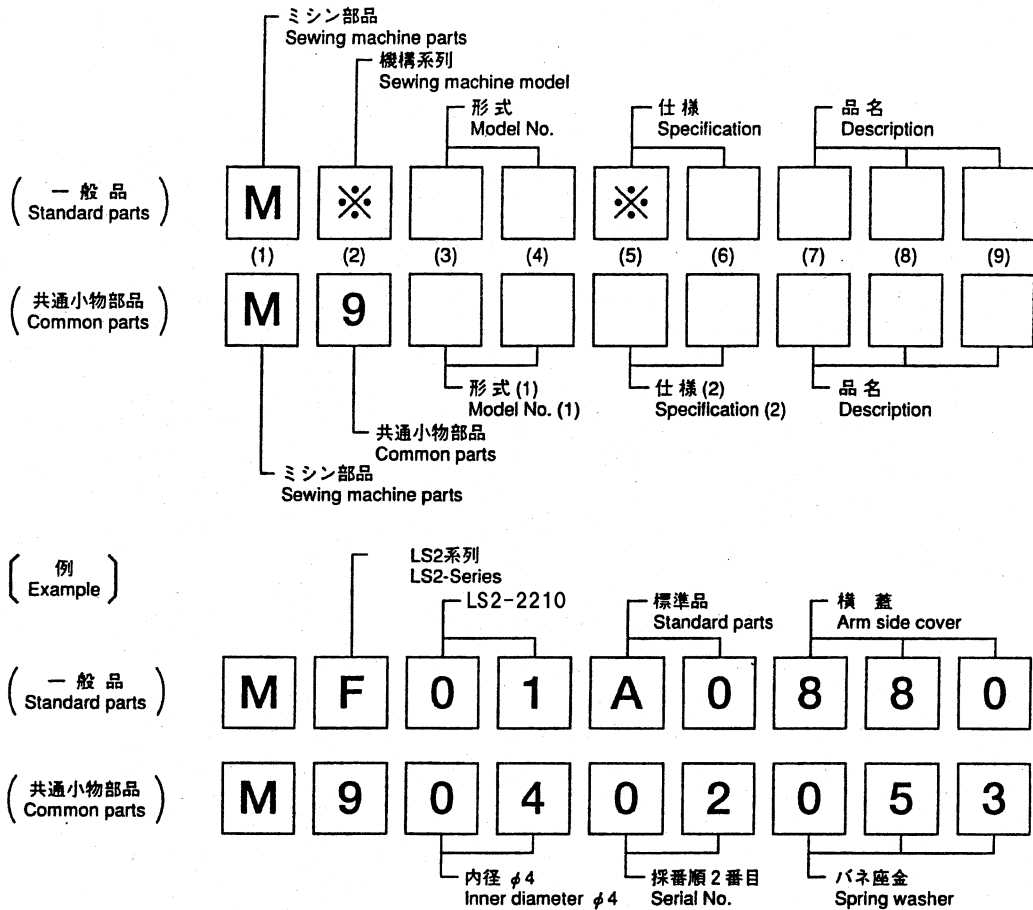 ミシン部品
Sewing machine parts
機構系列
Sewing machine model
形式
Model No.
仕様
Specification
品名
Description
(一般品
Standard parts)
M ※ ※
(1) (2) (3) (4) (5) (6) (7) (8) (9)
(共通小物部品
Common parts)
M 9
形式 (1)
Model No. (1)
仕様 (2)
Specification (2)
品名
Description
共通小物部品
Common parts
ミシン部品
Sewing machine parts
[例
Example]
LS2系列
LS2-Series
LS2-2210
標準品
Standard parts
横蓋
Arm side cover
(一般品
Standard parts)
M F 0 1 A 0 8 8 0
(共通小物部品
Common parts)
M 9 0 4 0 2 0 5 3
内径 φ4
Inner diameter φ4
採番順2番目
Serial No.
バネ座金
Spring washer